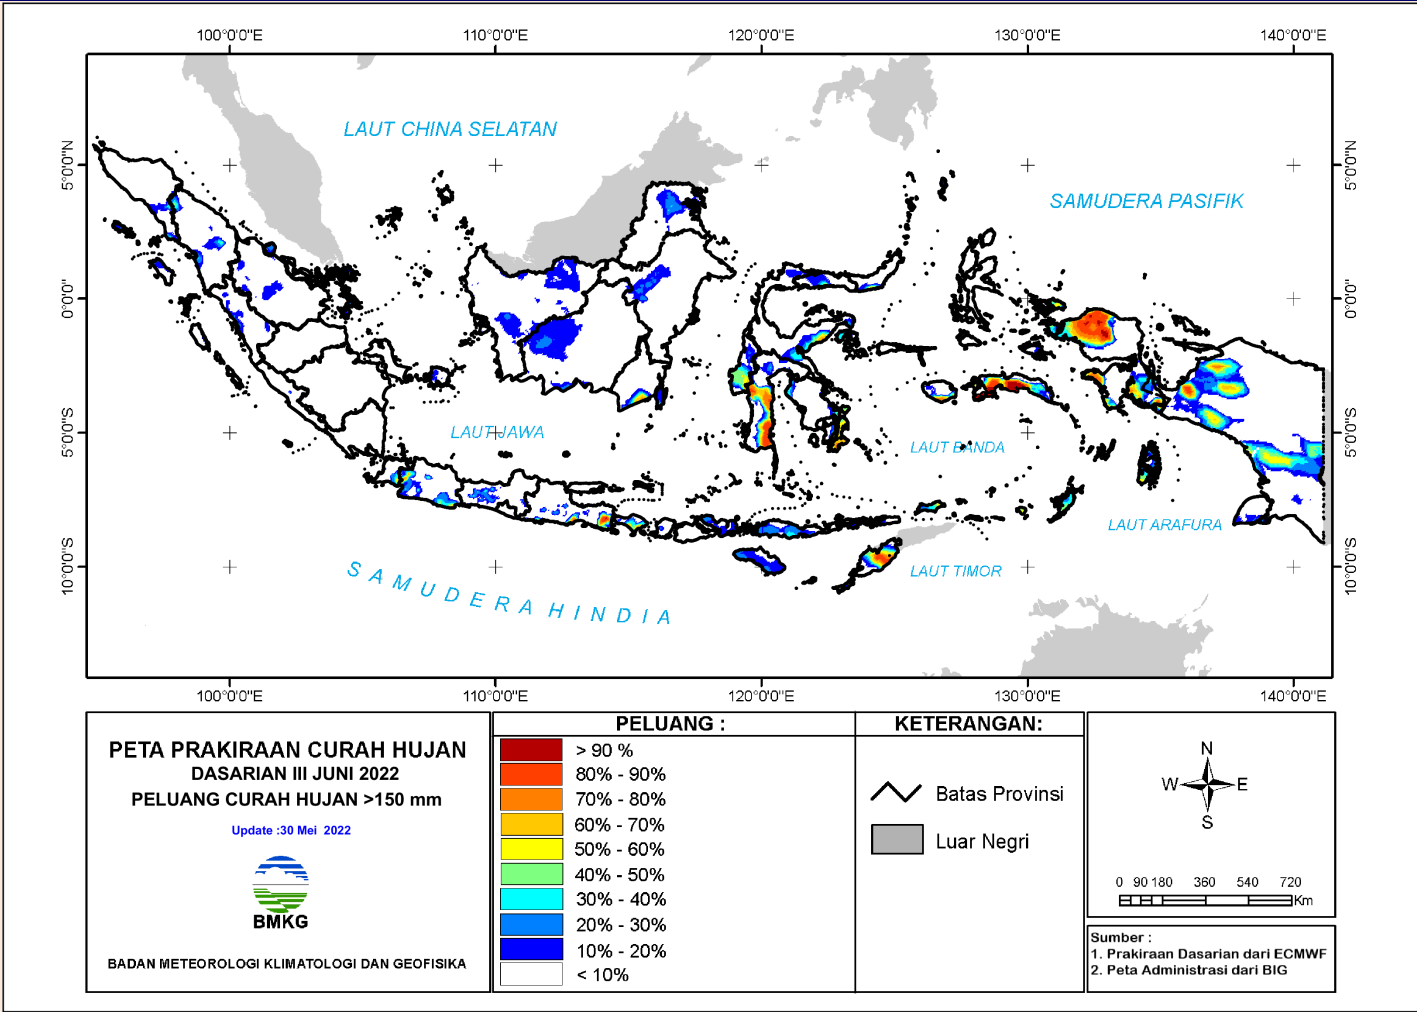 100°0'0"E 110°0'0"E 120°0'0"E 130°0'0"E 140°0'0"E
LAUT CHINA SELATAN
5°0'0"N 5°0'0"N
SAMUDERA PASIFIK
0°0'0" 0°0'0"
LAUT JAWA
5°0'0"S 5°0'0"S
LAUT BANDA
LAUT ARAFURA
10°0'0"S 10°0'0"S
LAUT TIMOR
SAMUDERA HINDIA
100°0'0"E 110°0'0"E 120°0'0"E 130°0'0"E 140°0'0"E
PETA PRAKIRAAN CURAH HUJAN
DASARIAN III JUNI 2022
PELUANG CURAH HUJAN >150 mm
Update :30 Mei 2022
BMKG
BADAN METEOROLOGI KLIMATOLOGI DAN GEOFISIKA
PELUANG :
> 90 %
80% - 90%
70% - 80%
60% - 70%
50% - 60%
40% - 50%
30% - 40%
20% - 30%
10% - 20%
< 10%
KETERANGAN:
Batas Provinsi
Luar Negri
N
W E
S
0 90 180 360 540 720
Km
Sumber :
1. Prakiraan Dasarian dari ECMWF
2. Peta Administrasi dari BIG